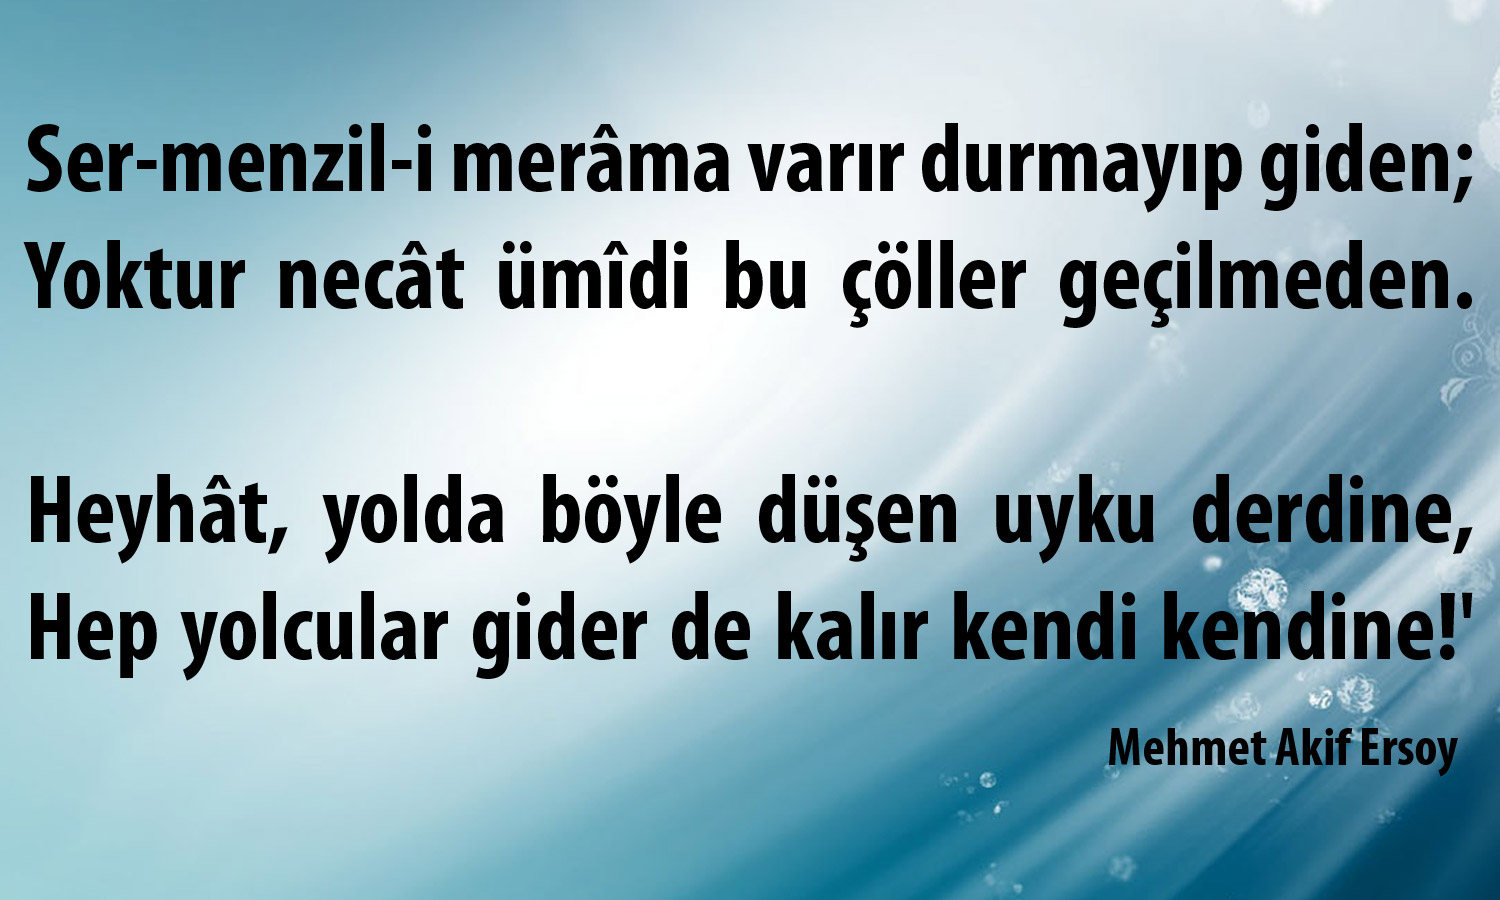 Ser-menzil-i merâma varır durmayıp giden;
Yoktur necât ümîdi bu çöller geçilmeden.
Heyhât, yolda böyle düşen uyku derdine,
Hep yolcular gider de kalır kendi kendine!'
Mehmet Akif Ersoy